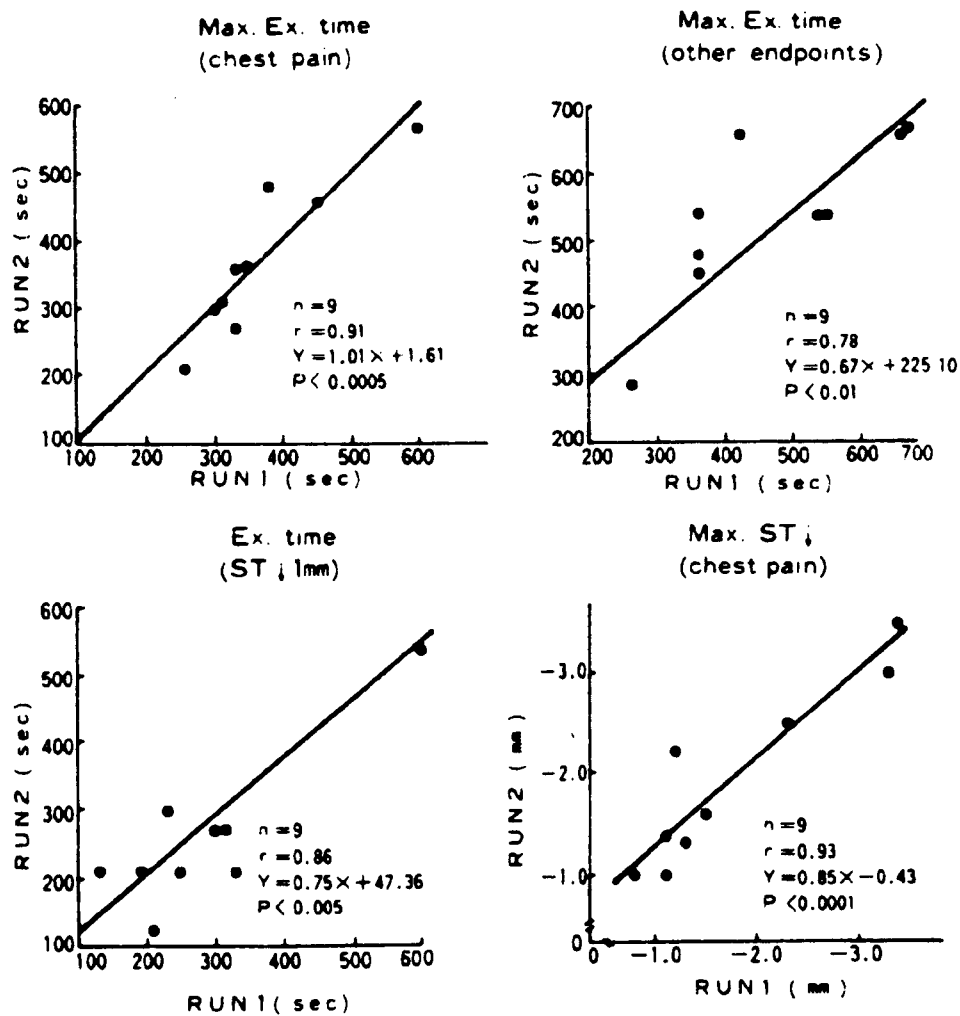 Max. Ex. time
(chest pain)
600
500
400
300
200
100
RUN2 (sec)
n=9
r=0.91
Y=1.01× +1.61
P< 0.0005
100 200 300 400 500 600
RUN1 (sec)
Max. Ex. time
(other endpoints)
700
600
500
400
300
200
RUN2 (sec)
n=9
r=0.78
Y=0.67× +225 10
P<0.01
200 300 400 500 600 700
RUN1 (sec)
Ex. time
(ST ↓ 1mm)
600
500
400
300
200
100
RUN2 (sec)
n=9
r=0.86
Y=0.75×+47.36
P< 0.005
100 200 300 400 500 600
RUN1(sec)
Max. ST ↓
(chest pain)
−3.0
−2.0
−1.0
0
RUN2 (mm)
n=9
r=0.93
Y=0.85×−0.43
P <0.0001
0 −1.0 −2.0 −3.0
RUN1 (mm)